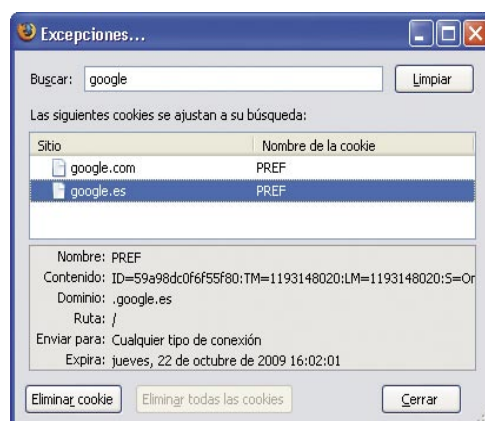 Excepciones...
Buscar: google Limpiar
Las siguientes cookies se ajustan a su búsqueda:
Sitio Nombre de la cookie
google.com PREF
google.es PREF
Nombre: PREF
Contenido: ID=59a98dc0f6f55f80:TM=1193148020:LM=1193148020:S=Or
Dominio: .google.es
Ruta: /
Enviar para: Cualquier tipo de conexión
Expira: jueves, 22 de octubre de 2009 16:02:01
Eliminar cookie Eliminar todas las cookies Cerrar